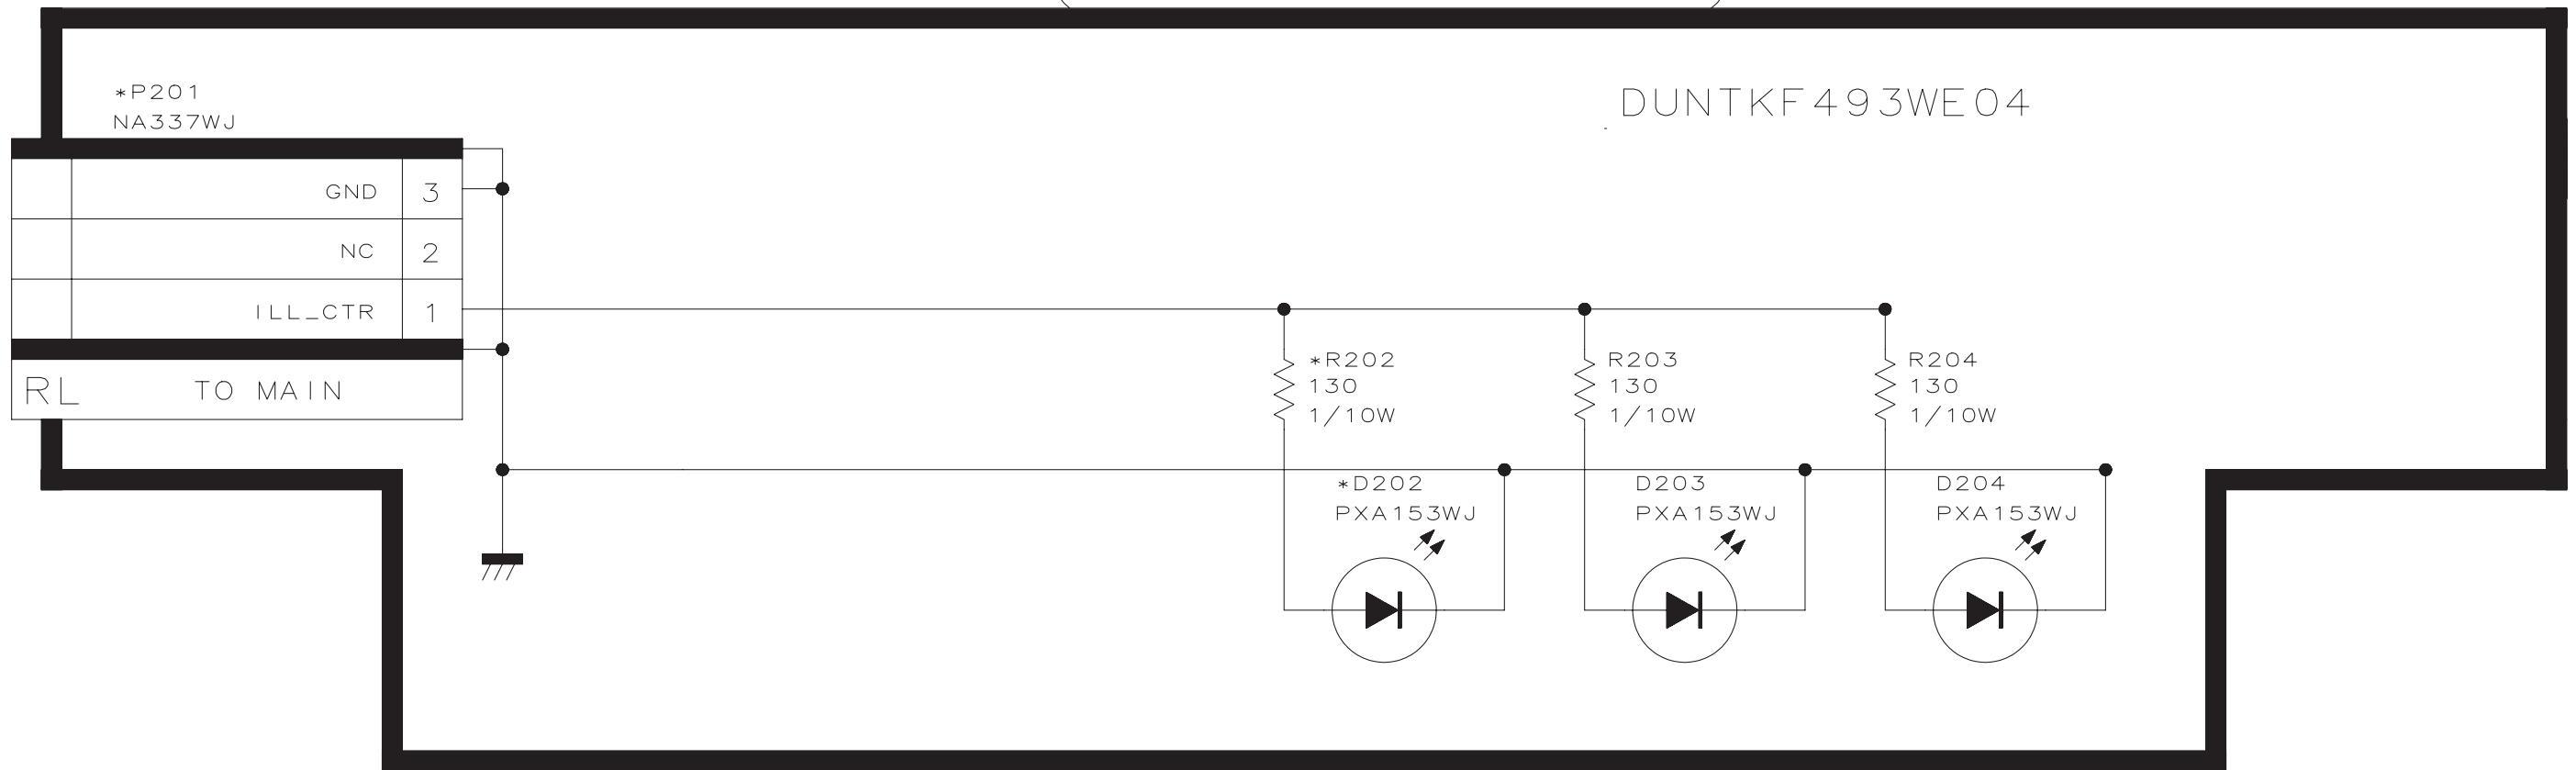 *P201
NA337WJ
DUNTKF493WE04
GND 3
NC 2
ILL_CTR 1
RL TO MAIN
*R202
130
1/10W
R203
130
1/10W
R204
130
1/10W
*D202
PXA153WJ
D203
PXA153WJ
D204
PXA153WJ